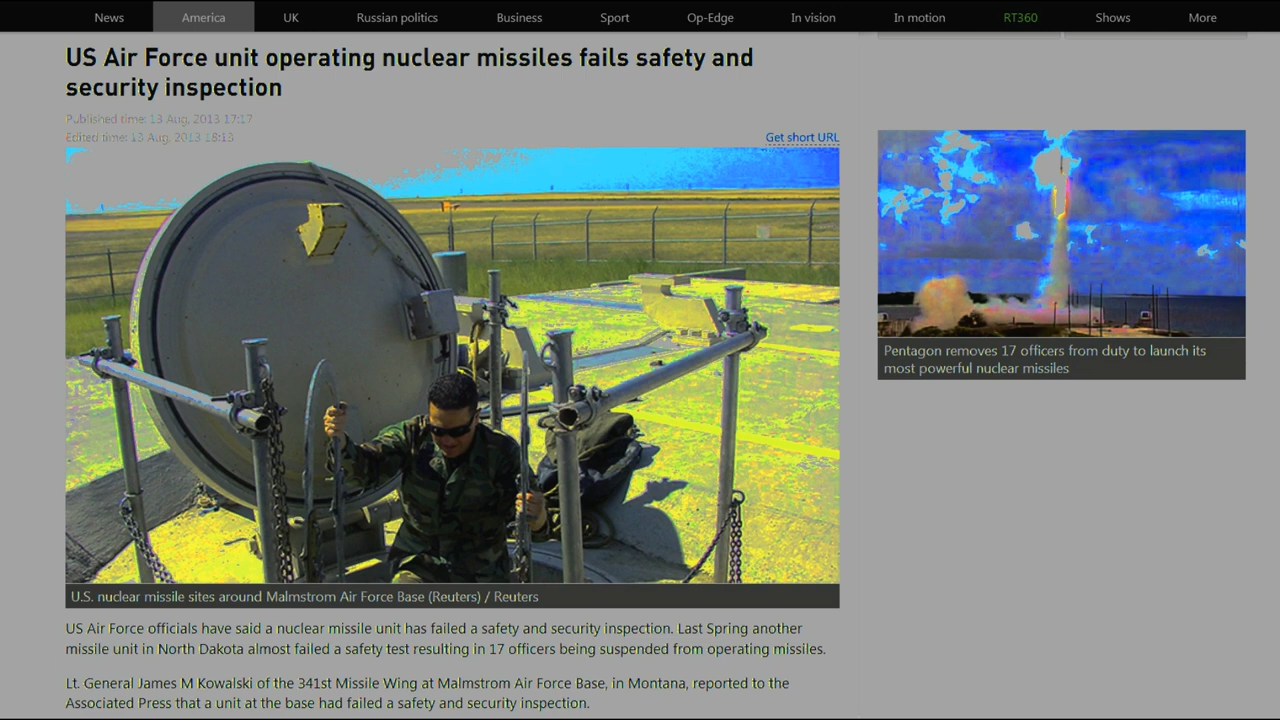 News America UK Russian politics Business Sport Op-Edge In vision In motion RT360 Shows More
US Air Force unit operating nuclear missiles fails safety and
security inspection
Published time: 13 Aug, 2013 17:17
Edited time: 13 Aug, 2013 18:13
Get short URL
U.S. nuclear missile sites around Malmstrom Air Force Base (Reuters) / Reuters
US Air Force officials have said a nuclear missile unit has failed a safety and security inspection. Last Spring another
missile unit in North Dakota almost failed a safety test resulting in 17 officers being suspended from operating missiles.
Lt. General James M Kowalski of the 341st Missile Wing at Malmstrom Air Force Base, in Montana, reported to the
Associated Press that a unit at the base had failed a safety and security inspection.
Pentagon removes 17 officers from duty to launch its
most powerful nuclear missiles